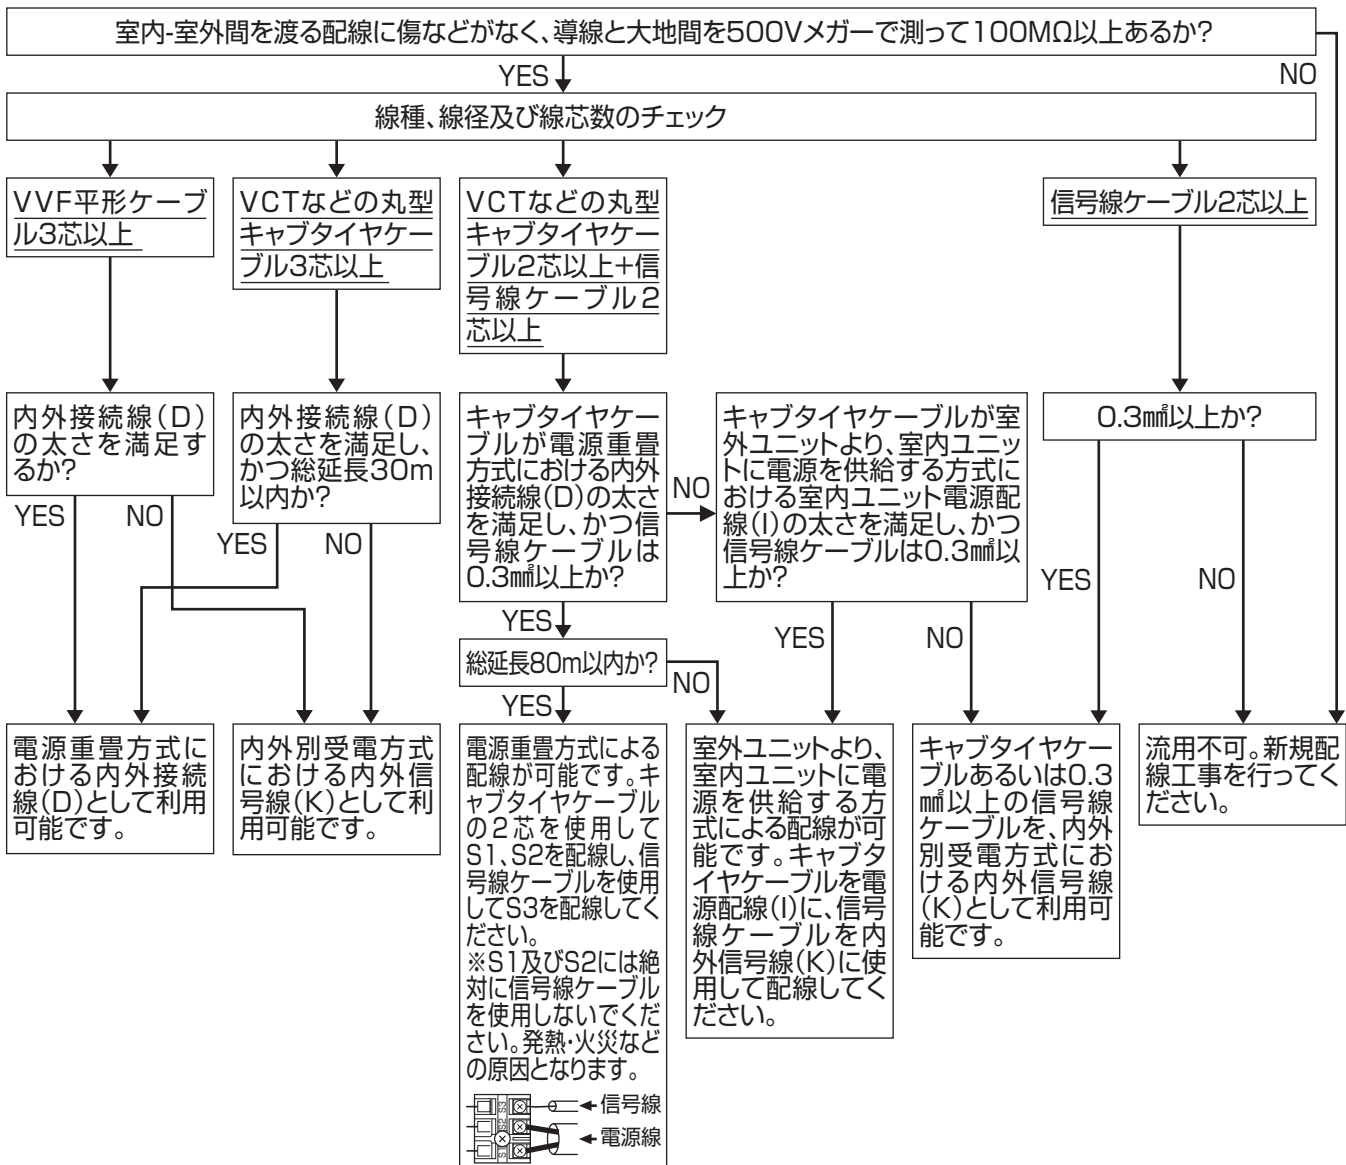 室内-室外間を渡る配線に傷などがなく、導線と大地間を500Vメガーで測って100MΩ以上あるか?
YES
NO
線種、線径及び線芯数のチェック
VVF平形ケーブ
ル3芯以上
VCTなどの丸型
キャブタイヤケー
ブル3芯以上
VCTなどの丸型
キャブタイヤケー
ブル2芯以上+信
号線ケーブル2
芯以上
信号線ケーブル2芯以上
内外接続線(D)
の太さを満足す
るか?
YES
NO
内外接続線(D)
の太さを満足し、
かつ総延長30m
以内か?
YES
NO
キャブタイヤケー
ブルが電源重畳
方式における内外
接続線(D)の太さ
を満足し、かつ信
号線ケーブルは
0.3㎟以上か?
NO
YES
キャブタイヤケーブルが室
外ユニットより、室内ユニッ
トに電源を供給する方式に
おける室内ユニット電源配
線(I)の太さを満足し、かつ
信号線ケーブルは0.3㎟以
上か?
YES
NO
0.3㎟以上か?
YES
NO
総延長80m以内か?
NO
YES
電源重畳方式に
おける内外接続
線(D)として利用
可能です。
内外別受電方式
における内外信
号線(K)として利
用可能です。
電源重畳方式による
配線が可能です。キ
ャブタイヤケーブル
の2芯を使用して
S1、S2を配線し、信
号線ケーブルを使用
してS3を配線してく
ださい。
※S1及びS2には絶
対に信号線ケーブル
を使用しないでくだ
さい。発熱・火災など
の原因となります。
S3
信号線
S2
電源線
S1
室外ユニットより、
室内ユニットに電
源を供給する方
式による配線が可
能です。キャブタ
イヤケーブルを電
源配線(I)に、信号
線ケーブルを内
外信号線(K)に使
用して配線してく
ださい。
キャブタイヤケー
ブルあるいは0.3
㎟以上の信号線
ケーブルを、内外
別受電方式にお
ける内外信号線
(K)として利用可
能です。
流用不可。新規配
線工事を行ってく
ださい。